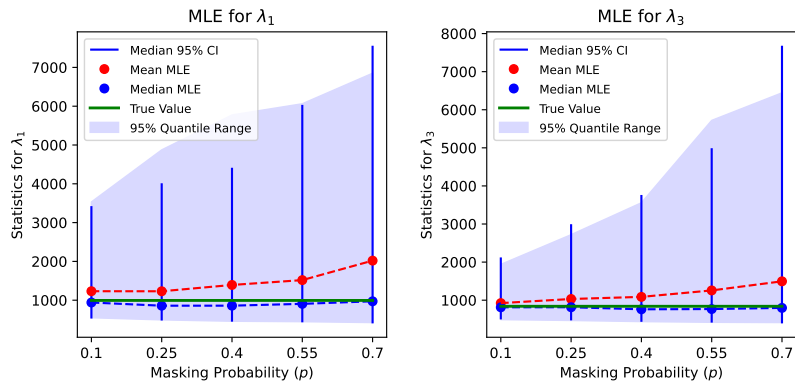 MLE for λ₁
Statistics for λ₁
7000
6000
5000
4000
3000
2000
1000
Median 95% CI
Mean MLE
Median MLE
True Value
95% Quantile Range
0.1 0.25 0.4 0.55 0.7
Masking Probability (p)
MLE for λ₃
Statistics for λ₃
8000
7000
6000
5000
4000
3000
2000
1000
Median 95% CI
Mean MLE
Median MLE
True Value
95% Quantile Range
0.1 0.25 0.4 0.55 0.7
Masking Probability (p)